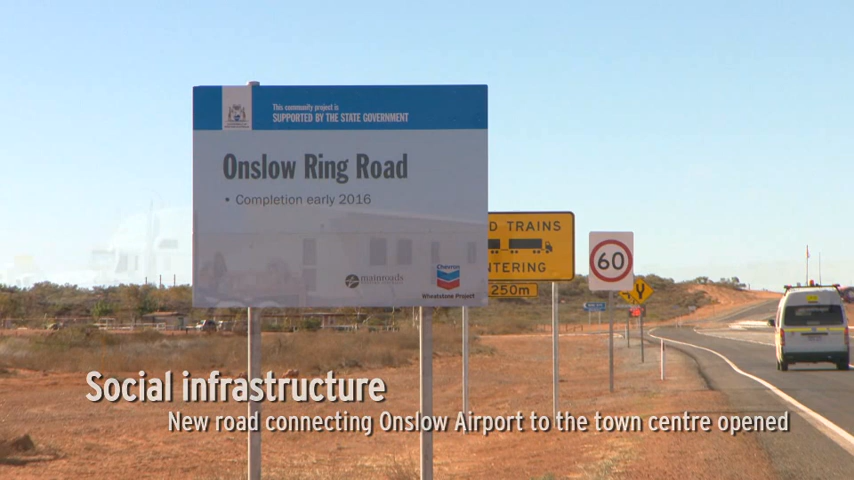 This community project is
SUPPORTED BY THE STATE GOVERNMENT
Onslow Ring Road
• Completion early 2016
mainroads
Chevron
Wheatstone Project
D TRAINS
NTERING
250m
60
Social infrastructure
New road connecting Onslow Airport to the town centre opened